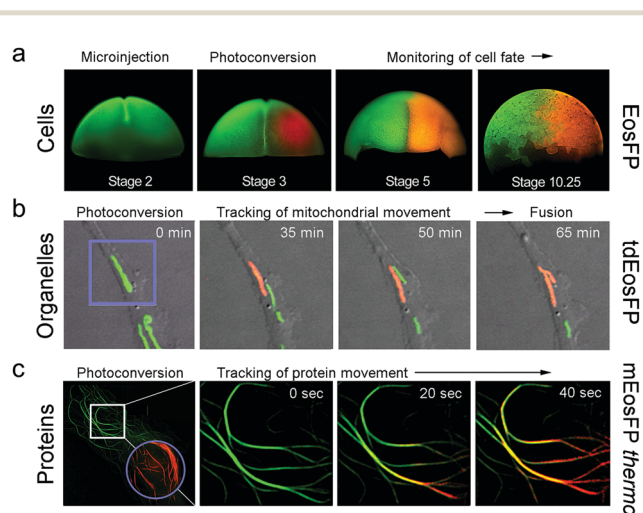 a
Microinjection
Photoconversion
Monitoring of cell fate
Cells
Stage 2
Stage 3
Stage 5
Stage 10.25
EosFP
b
Photoconversion
Tracking of mitochondrial movement
Fusion
Organelles
0 min
35 min
50 min
65 min
tdEosFP
c
Photoconversion
Tracking of protein movement
Proteins
0 sec
20 sec
40 sec
mEosFP thermo